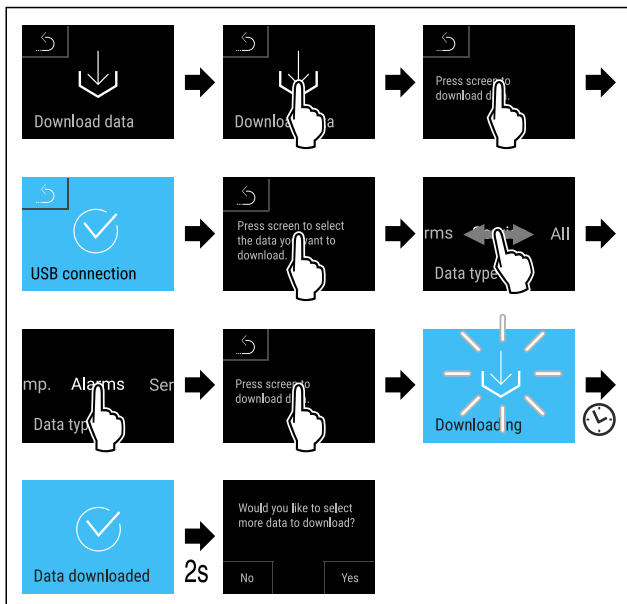 Download data
Downlo
a
Press screen to
download d
USB connection
Press screen to select
the data yo
want to
download.
rms
All
Data type
mp. Alarms Ser
Data typ
Press screen to
download d
Downloading
Data downloaded
2s
Would you like to select
more data to download?
No Yes